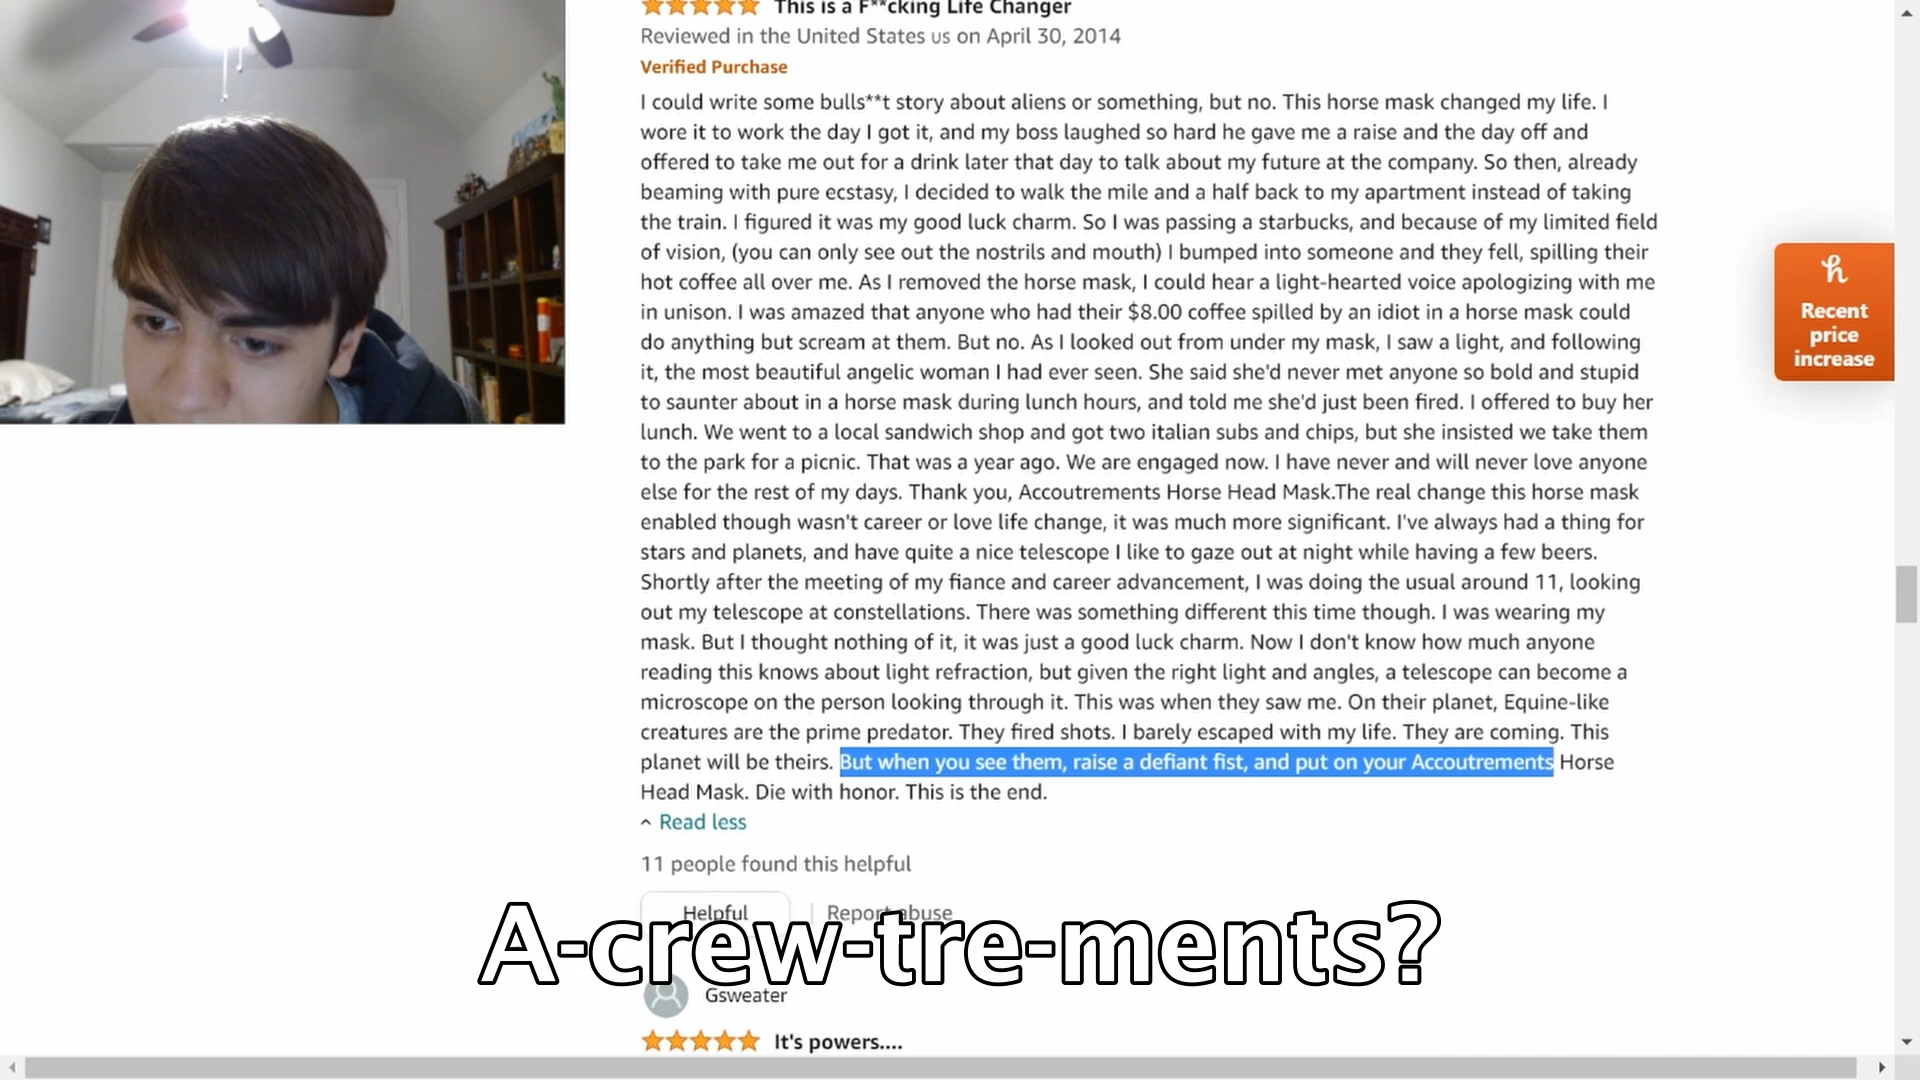 This is a F**cking Life Changer
Reviewed in the United States US on April 30, 2014
Verified Purchase
I could write some bulls**t story about aliens or something, but no. This horse mask changed my life. I
wore it to work the day I got it, and my boss laughed so hard he gave me a raise and the day off and
offered to take me out for a drink later that day to talk about my future at the company. So then, already
beaming with pure ecstasy, I decided to walk the mile and a half back to my apartment instead of taking
the train. I figured it was my good luck charm. So I was passing a starbucks, and because of my limited field
of vision, (you can only see out the nostrils and mouth) I bumped into someone and they fell, spilling their
hot coffee all over me. As I removed the horse mask, I could hear a light-hearted voice apologizing with me
in unison. I was amazed that anyone who had their $8.00 coffee spilled by an idiot in a horse mask could
do anything but scream at them. But no. As I looked out from under my mask, I saw a light, and following
it, the most beautiful angelic woman I had ever seen. She said she'd never met anyone so bold and stupid
to saunter about in a horse mask during lunch hours, and told me she'd just been fired. I offered to buy her
lunch. We went to a local sandwich shop and got two italian subs and chips, but she insisted we take them
to the park for a picnic. That was a year ago. We are engaged now. I have never and will never love anyone
else for the rest of my days. Thank you, Accoutrements Horse Head Mask.The real change this horse mask
enabled though wasn't career or love life change, it was much more significant. I've always had a thing for
stars and planets, and have quite a nice telescope I like to gaze out at night while having a few beers.
Shortly after the meeting of my fiance and career advancement, I was doing the usual around 11, looking
out my telescope at constellations. There was something different this time though. I was wearing my
mask. But I thought nothing of it, it was just a good luck charm. Now I don't know how much anyone
reading this knows about light refraction, but given the right light and angles, a telescope can become a
microscope on the person looking through it. This was when they saw me. On their planet, Equine-like
creatures are the prime predator. They fired shots. I barely escaped with my life. They are coming. This
planet will be theirs. But when you see them, raise a defiant fist, and put on your Accoutrements Horse
Head Mask. Die with honor. This is the end.
Read less
11 people found this helpful
Helpful | Report abuse
A-crew-tre-ments?
Gsweater
It's powers....
Recent
price
increase